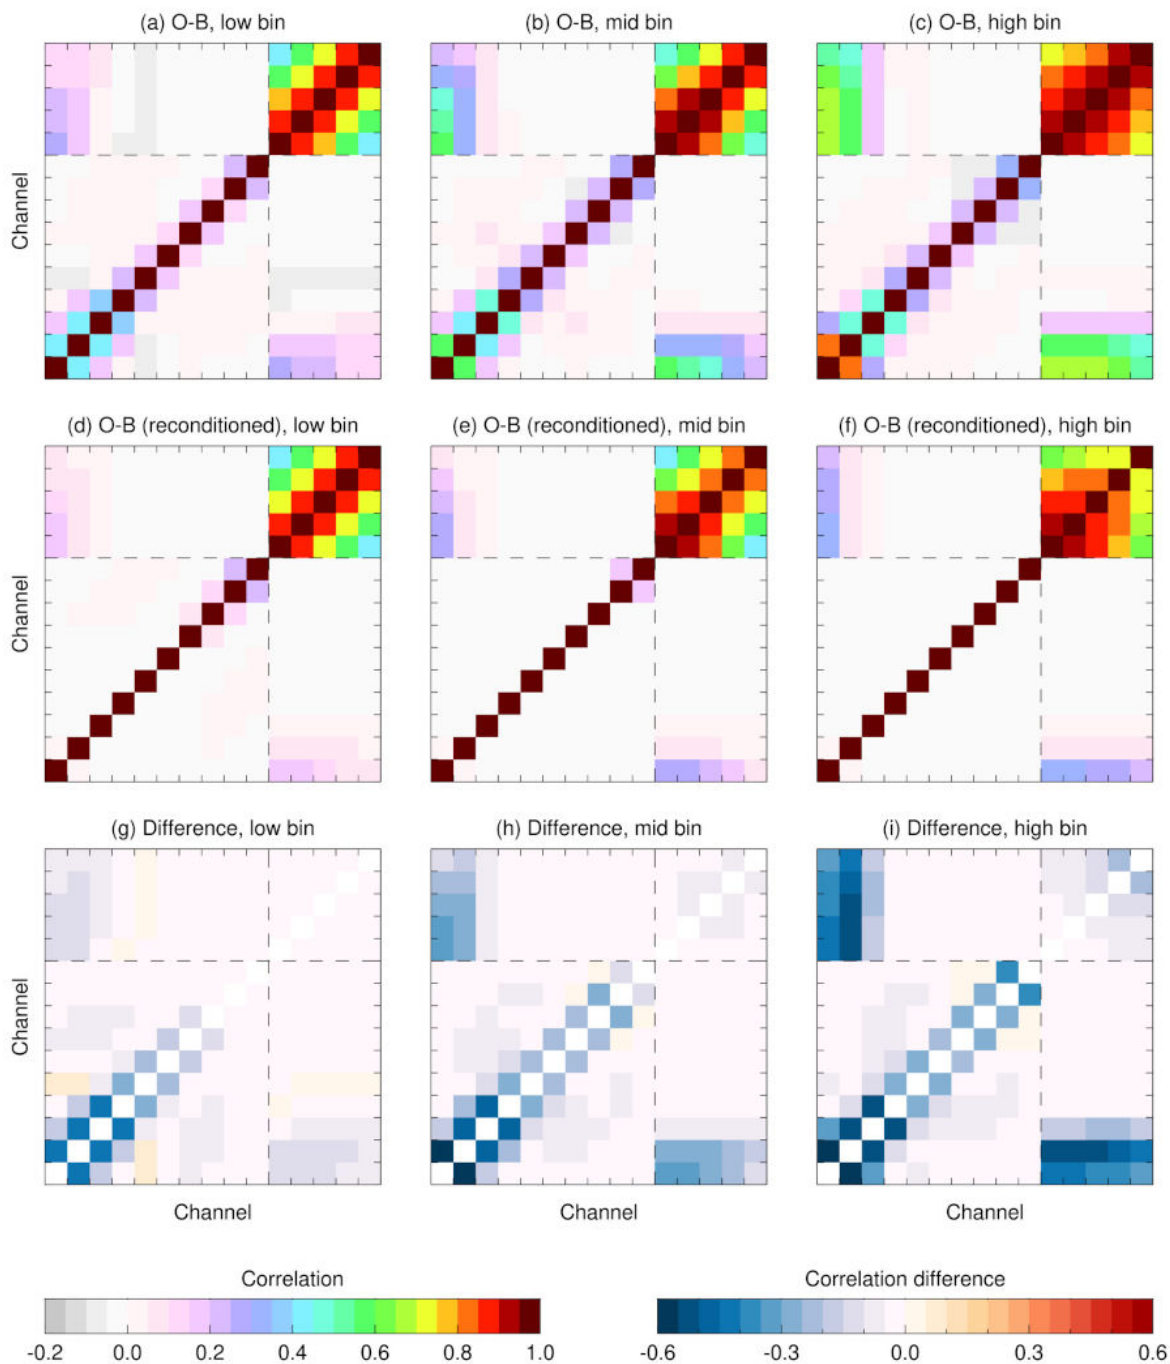 (a) O-B, low bin
(b) O-B, mid bin
(c) O-B, high bin
Channel
(d) O-B (reconditioned), low bin
(e) O-B (reconditioned), mid bin
(f) O-B (reconditioned), high bin
Channel
(g) Difference, low bin
(h) Difference, mid bin
(i) Difference, high bin
Channel
Channel
Channel
Channel
Correlation
-0.2 0.0 0.2 0.4 0.6 0.8 1.0
Correlation difference
-0.6 -0.3 0.0 0.3 0.6